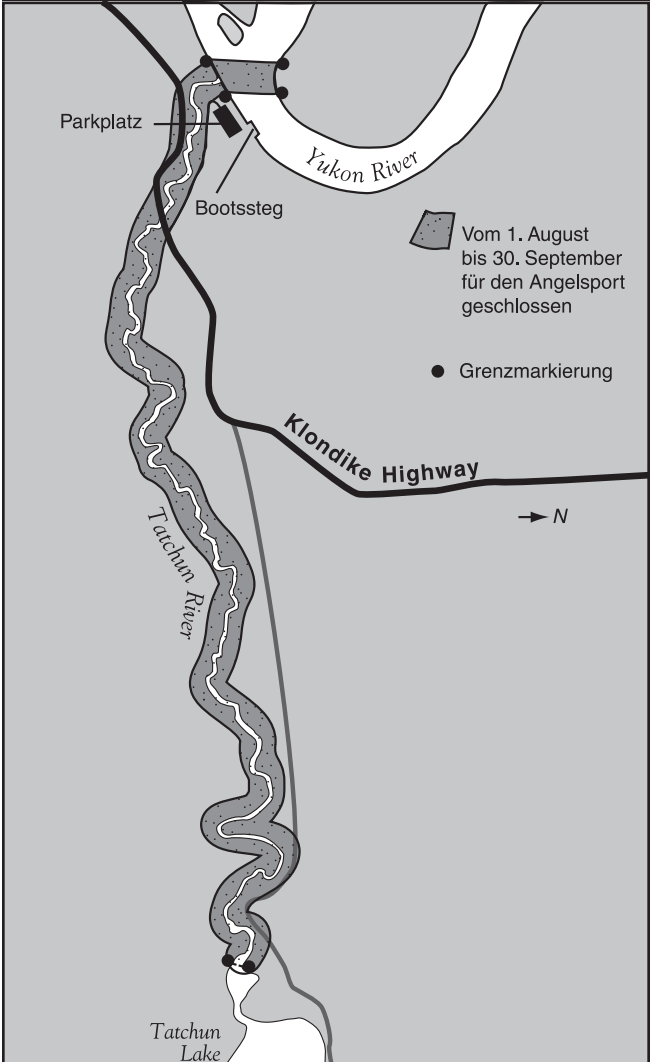 Parkplatz
Yukon River
Bootssteg
Vom 1. August
bis 30. September
für den Angelsport
geschlossen
Grenzmarkierung
Klondike Highway
N
Tatchun River
Tatchun
Lake